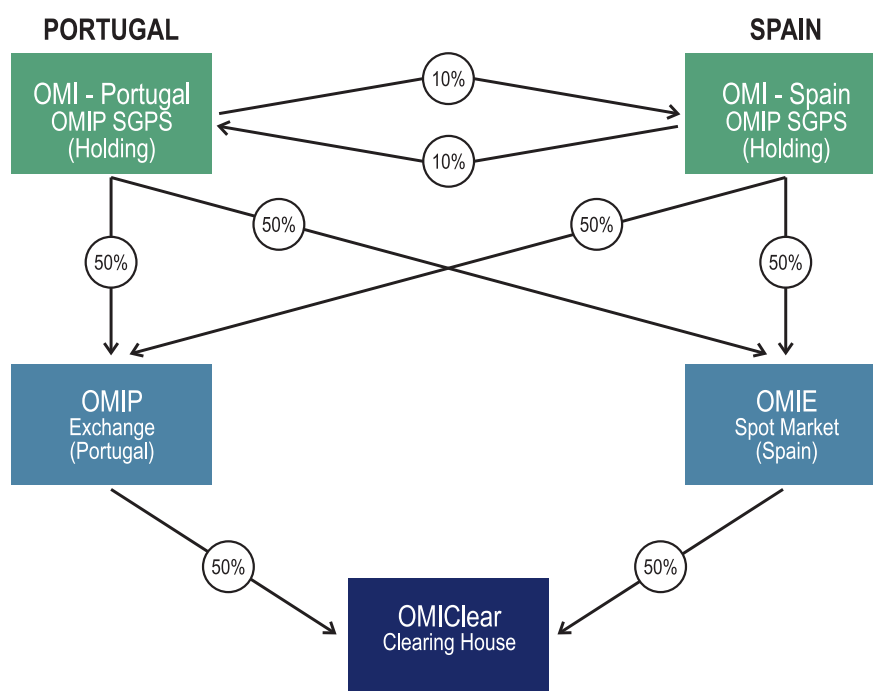 PORTUGAL
SPAIN
OMI - Portugal
OMIP SGPS
(Holding)
10%
OMI - Spain
OMIP SGPS
(Holding)
10%
50%
50%
50%
50%
OMIP
Exchange
(Portugal)
OMIE
Spot Market
(Spain)
50%
50%
OMIClear
Clearing House